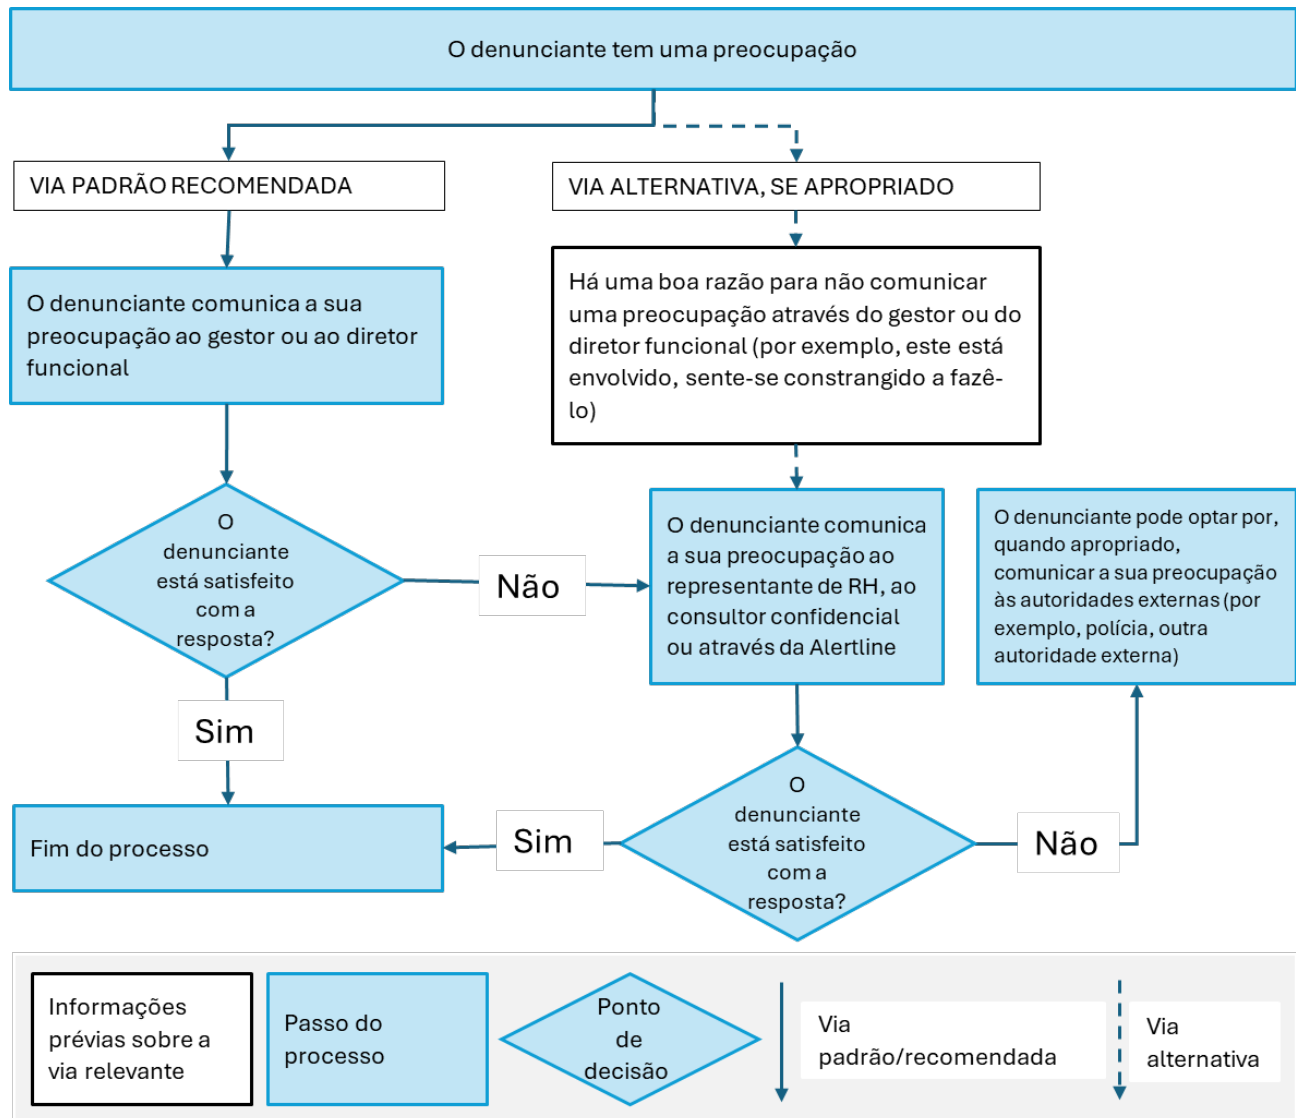 O denunciante tem uma preocupação
VIA PADRÃO RECOMENDADA
VIA ALTERNATIVA, SE APROPRIADO
O denunciante comunica a sua
preocupação ao gestor ou ao diretor
funcional
Há uma boa razão para não comunicar
uma preocupação através do gestor ou do
diretor funcional (por exemplo, este está
envolvido, sente-se constrangido a fazê-
lo)
O
denunciante
está satisfeito
com a
resposta?
Não
O denunciante comunica
a sua preocupação ao
representante de RH, ao
consultor confidencial
ou através da Alertline
O denunciante pode optar por,
quando apropriado,
comunicar a sua preocupação
às autoridades externas (por
exemplo, polícia, outra
autoridade externa)
Sim
Fim do processo
Sim
O
denunciante
está satisfeito
com a
resposta?
Não
Informações
prévias sobre a
via relevante
Passo do
processo
Ponto
de
decisão
Via
padrão/recomendada
Via
alternativa